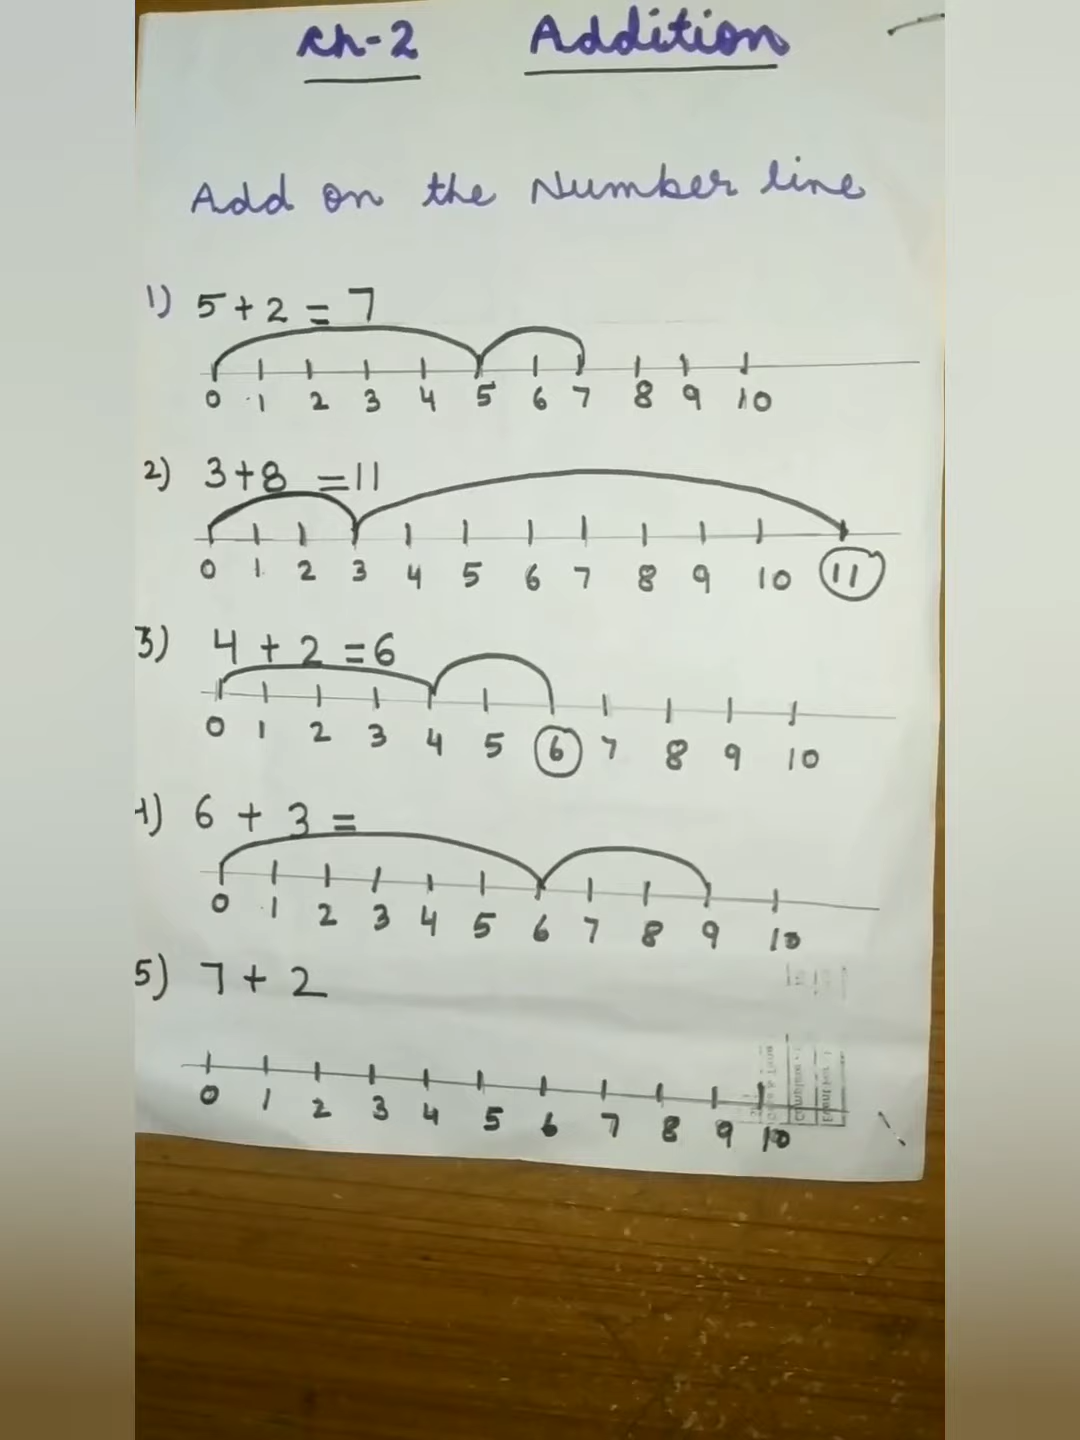 Ch-2 Addition
Add on the Number line
1) 5+2=7
0 1 2 3 4 5 6 7 8 9 10
2) 3+8 =11
0 1 2 3 4 5 6 7 8 9 10 11
3) 4 + 2 =6
0 1 2 3 4 5 6 7 8 9 10
4) 6 + 3 =
0 1 2 3 4 5 6 7 8 9 10
5) 7+ 2
0 1 2 3 4 5 6 7 8 9 10